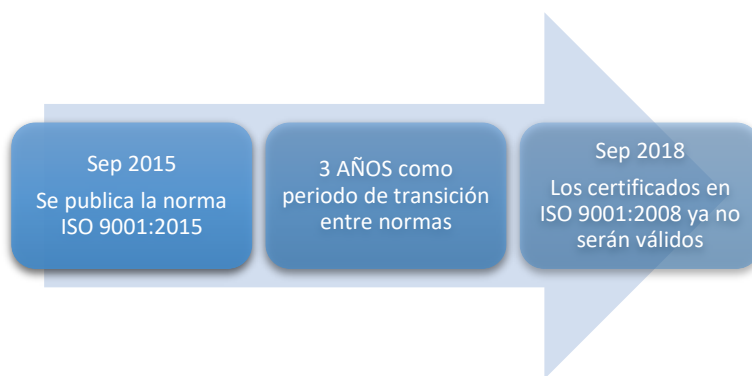 Sep 2015
Se publica la norma
ISO 9001:2015
3 AÑOS como
periodo de transición
entre normas
Sep 2018
Los certificados en
ISO 9001:2008 ya no
serán válidos